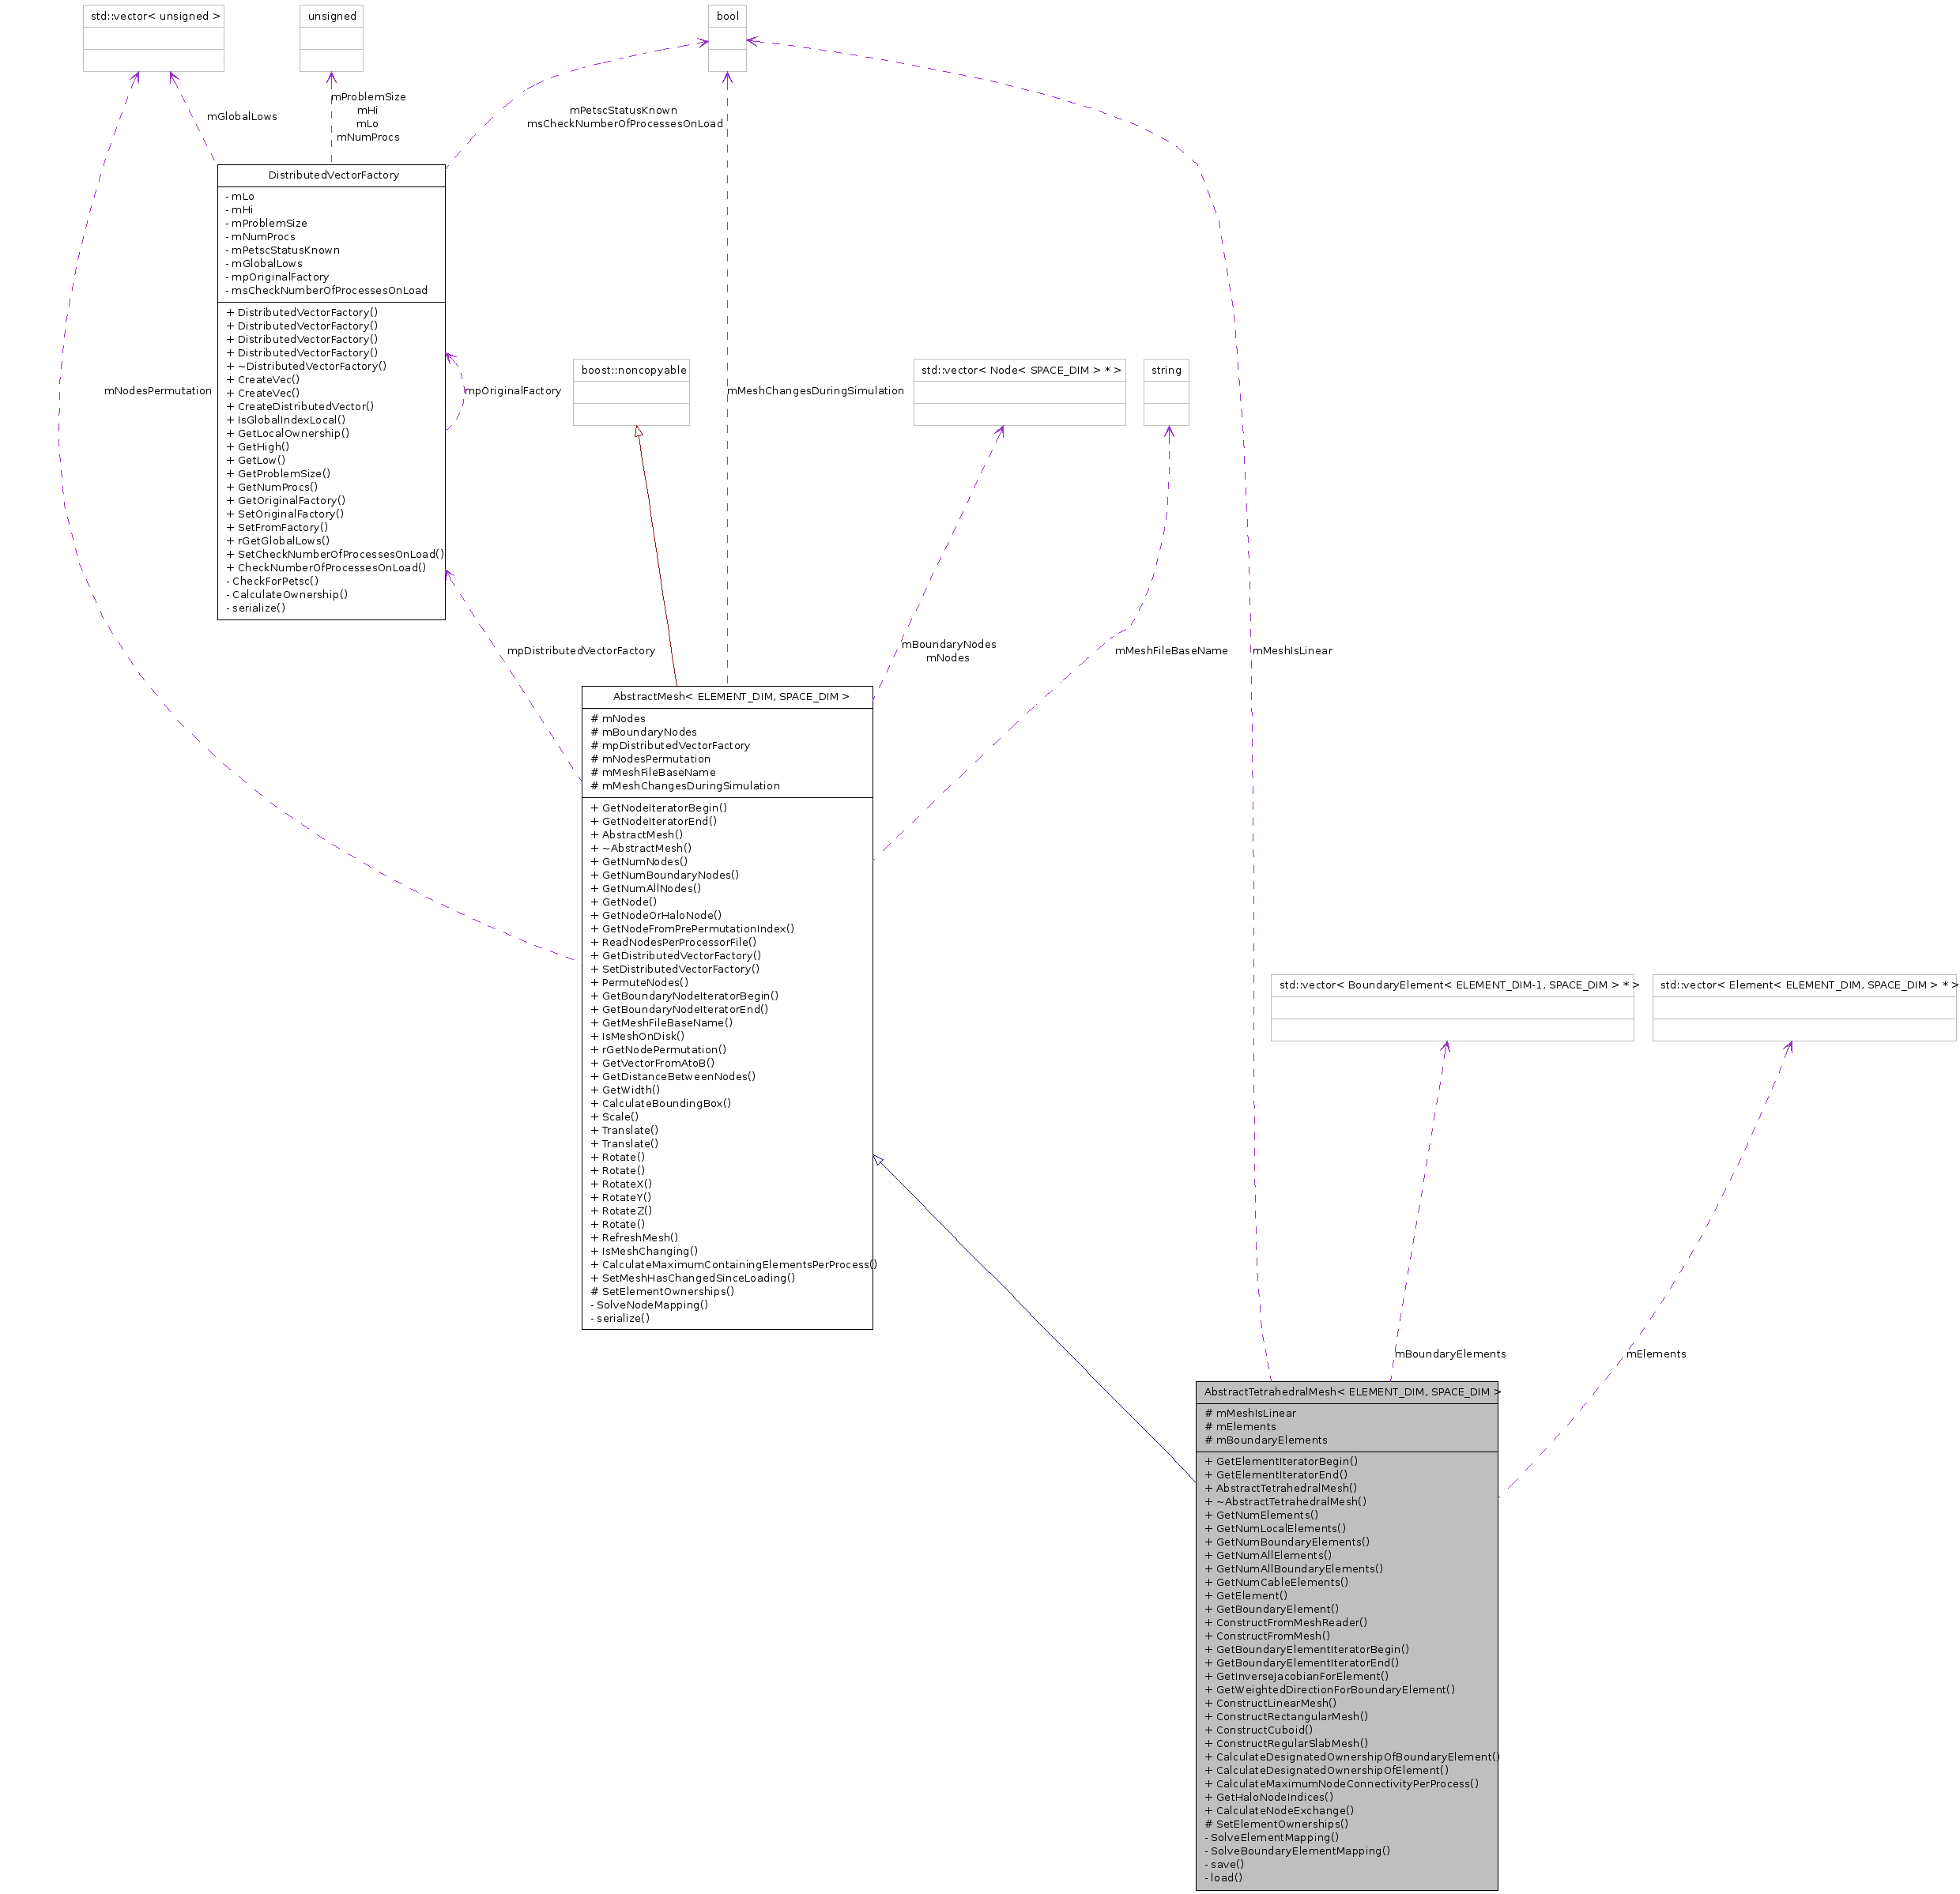 std::vector< unsigned >
unsigned
bool
mProblemSize
mHi
mLo
mNumProcs
mGlobalLows
mPetscStatusKnown
msCheckNumberOfProcessesOnLoad
DistributedVectorFactory
- mLo
- mHi
- mProblemSize
- mNumProcs
- mPetscStatusKnown
- mGlobalLows
- mpOriginalFactory
- msCheckNumberOfProcessesOnLoad
+ DistributedVectorFactory()
+ DistributedVectorFactory()
+ DistributedVectorFactory()
+ DistributedVectorFactory()
+ ~DistributedVectorFactory()
+ CreateVec()
+ CreateVec()
+ CreateDistributedVector()
+ IsGlobalIndexLocal()
+ GetLocalOwnership()
+ GetHigh()
+ GetLow()
+ GetProblemSize()
+ GetNumProcs()
+ GetOriginalFactory()
+ SetOriginalFactory()
+ SetFromFactory()
+ rGetGlobalLows()
+ SetCheckNumberOfProcessesOnLoad()
+ CheckNumberOfProcessesOnLoad()
- CheckForPetsc()
- CalculateOwnership()
- serialize()
mNodesPermutation
mpOriginalFactory
boost::noncopyable
mMeshChangesDuringSimulation
std::vector< Node< SPACE_DIM > * >
string
mpDistributedVectorFactory
mBoundaryNodes
mNodes
mMeshFileBaseName
mMeshIsLinear
AbstractMesh< ELEMENT_DIM, SPACE_DIM >
# mNodes
# mBoundaryNodes
# mpDistributedVectorFactory
# mNodesPermutation
# mMeshFileBaseName
# mMeshChangesDuringSimulation
+ GetNodeIteratorBegin()
+ GetNodeIteratorEnd()
+ AbstractMesh()
+ ~AbstractMesh()
+ GetNumNodes()
+ GetNumBoundaryNodes()
+ GetNumAllNodes()
+ GetNode()
+ GetNodeOrHaloNode()
+ GetNodeFromPrePermutationIndex()
+ ReadNodesPerProcessorFile()
+ GetDistributedVectorFactory()
+ SetDistributedVectorFactory()
+ PermuteNodes()
+ GetBoundaryNodeIteratorBegin()
+ GetBoundaryNodeIteratorEnd()
+ GetMeshFileBaseName()
+ IsMeshOnDisk()
+ rGetNodePermutation()
+ GetVectorFromAtoB()
+ GetDistanceBetweenNodes()
+ GetWidth()
+ CalculateBoundingBox()
+ Scale()
+ Translate()
+ Translate()
+ Rotate()
+ Rotate()
+ RotateX()
+ RotateY()
+ RotateZ()
+ Rotate()
+ RefreshMesh()
+ IsMeshChanging()
+ CalculateMaximumContainingElementsPerProcess()
+ SetMeshHasChangedSinceLoading()
# SetElementOwnerships()
- SolveNodeMapping()
- serialize()
std::vector< BoundaryElement< ELEMENT_DIM-1, SPACE_DIM > * >
std::vector< Element< ELEMENT_DIM, SPACE_DIM > * >
mBoundaryElements
mElements
AbstractTetrahedralMesh< ELEMENT_DIM, SPACE_DIM >
# mMeshIsLinear
# mElements
# mBoundaryElements
+ GetElementIteratorBegin()
+ GetElementIteratorEnd()
+ AbstractTetrahedralMesh()
+ ~AbstractTetrahedralMesh()
+ GetNumElements()
+ GetNumLocalElements()
+ GetNumBoundaryElements()
+ GetNumAllElements()
+ GetNumAllBoundaryElements()
+ GetNumCableElements()
+ GetElement()
+ GetBoundaryElement()
+ ConstructFromMeshReader()
+ ConstructFromMesh()
+ GetBoundaryElementIteratorBegin()
+ GetBoundaryElementIteratorEnd()
+ GetInverseJacobianForElement()
+ GetWeightedDirectionForBoundaryElement()
+ ConstructLinearMesh()
+ ConstructRectangularMesh()
+ ConstructCuboid()
+ ConstructRegularSlabMesh()
+ CalculateDesignatedOwnershipOfBoundaryElement()
+ CalculateDesignatedOwnershipOfElement()
+ CalculateMaximumNodeConnectivityPerProcess()
+ GetHaloNodeIndices()
+ CalculateNodeExchange()
# SetElementOwnerships()
- SolveElementMapping()
- SolveBoundaryElementMapping()
- save()
- load()